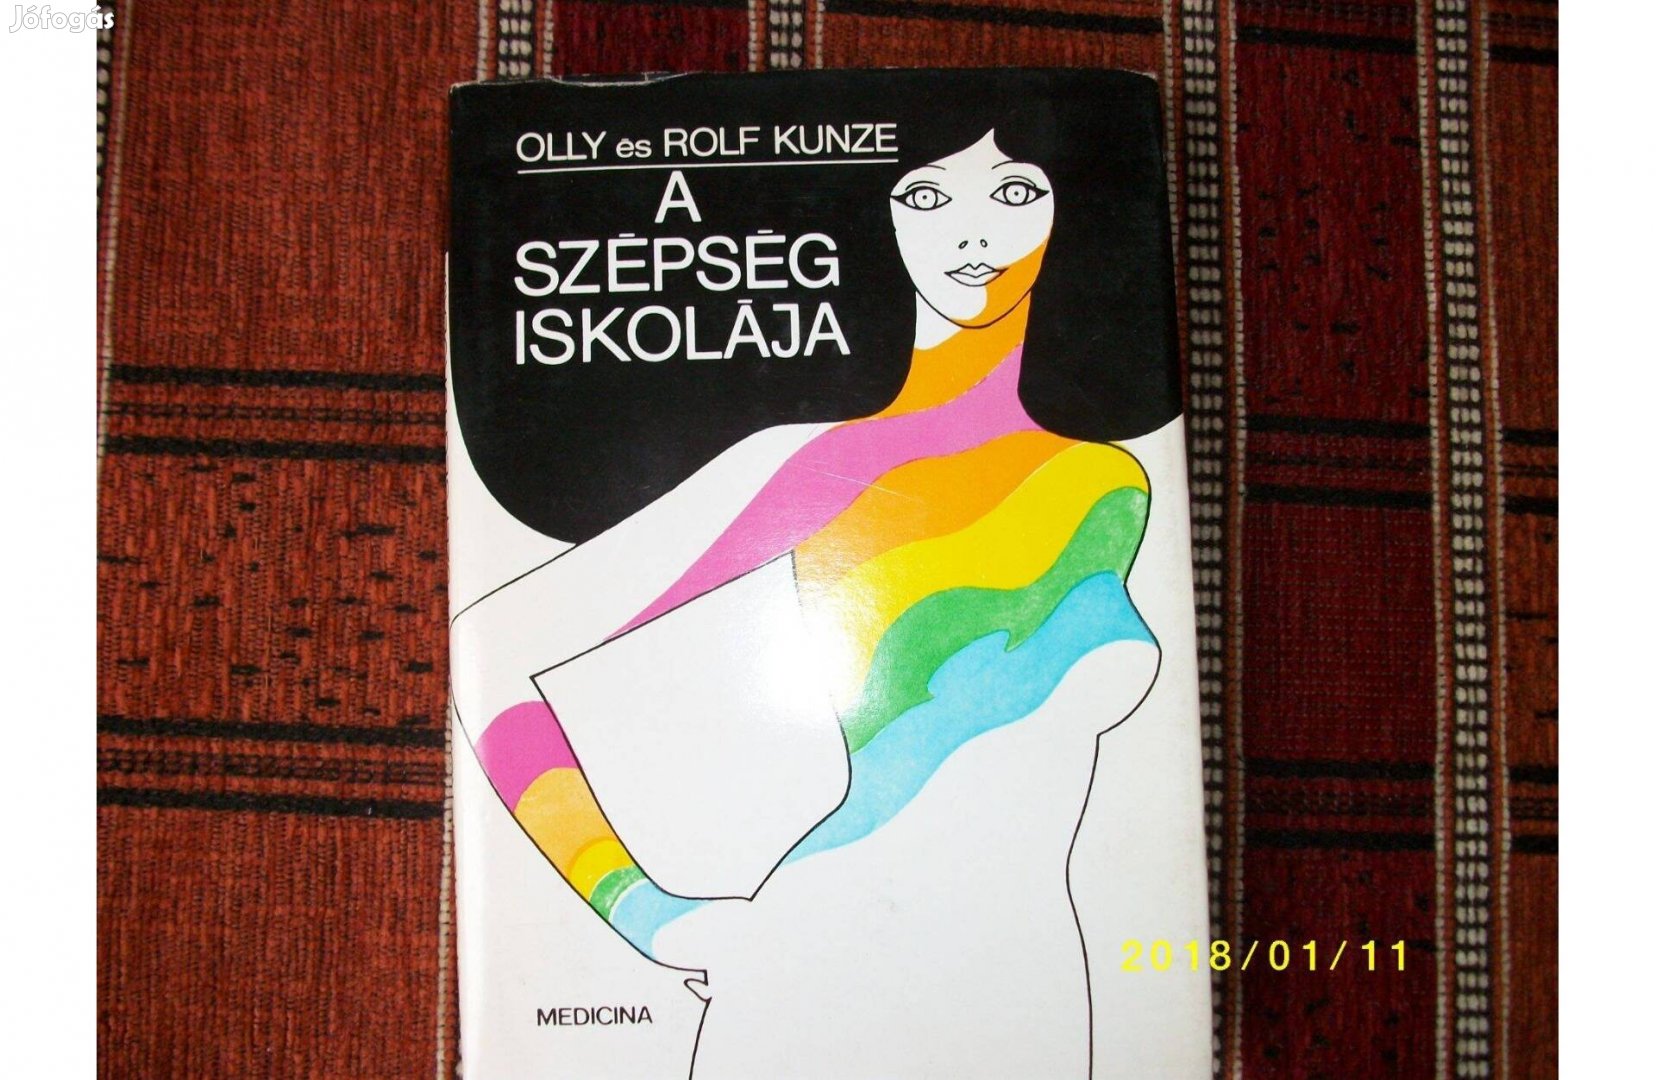 Jófogás
OLLY és ROLF KUNZE
A
SZÉPSÉG
ISKOLÁJA
2018/01/11
MEDICINA